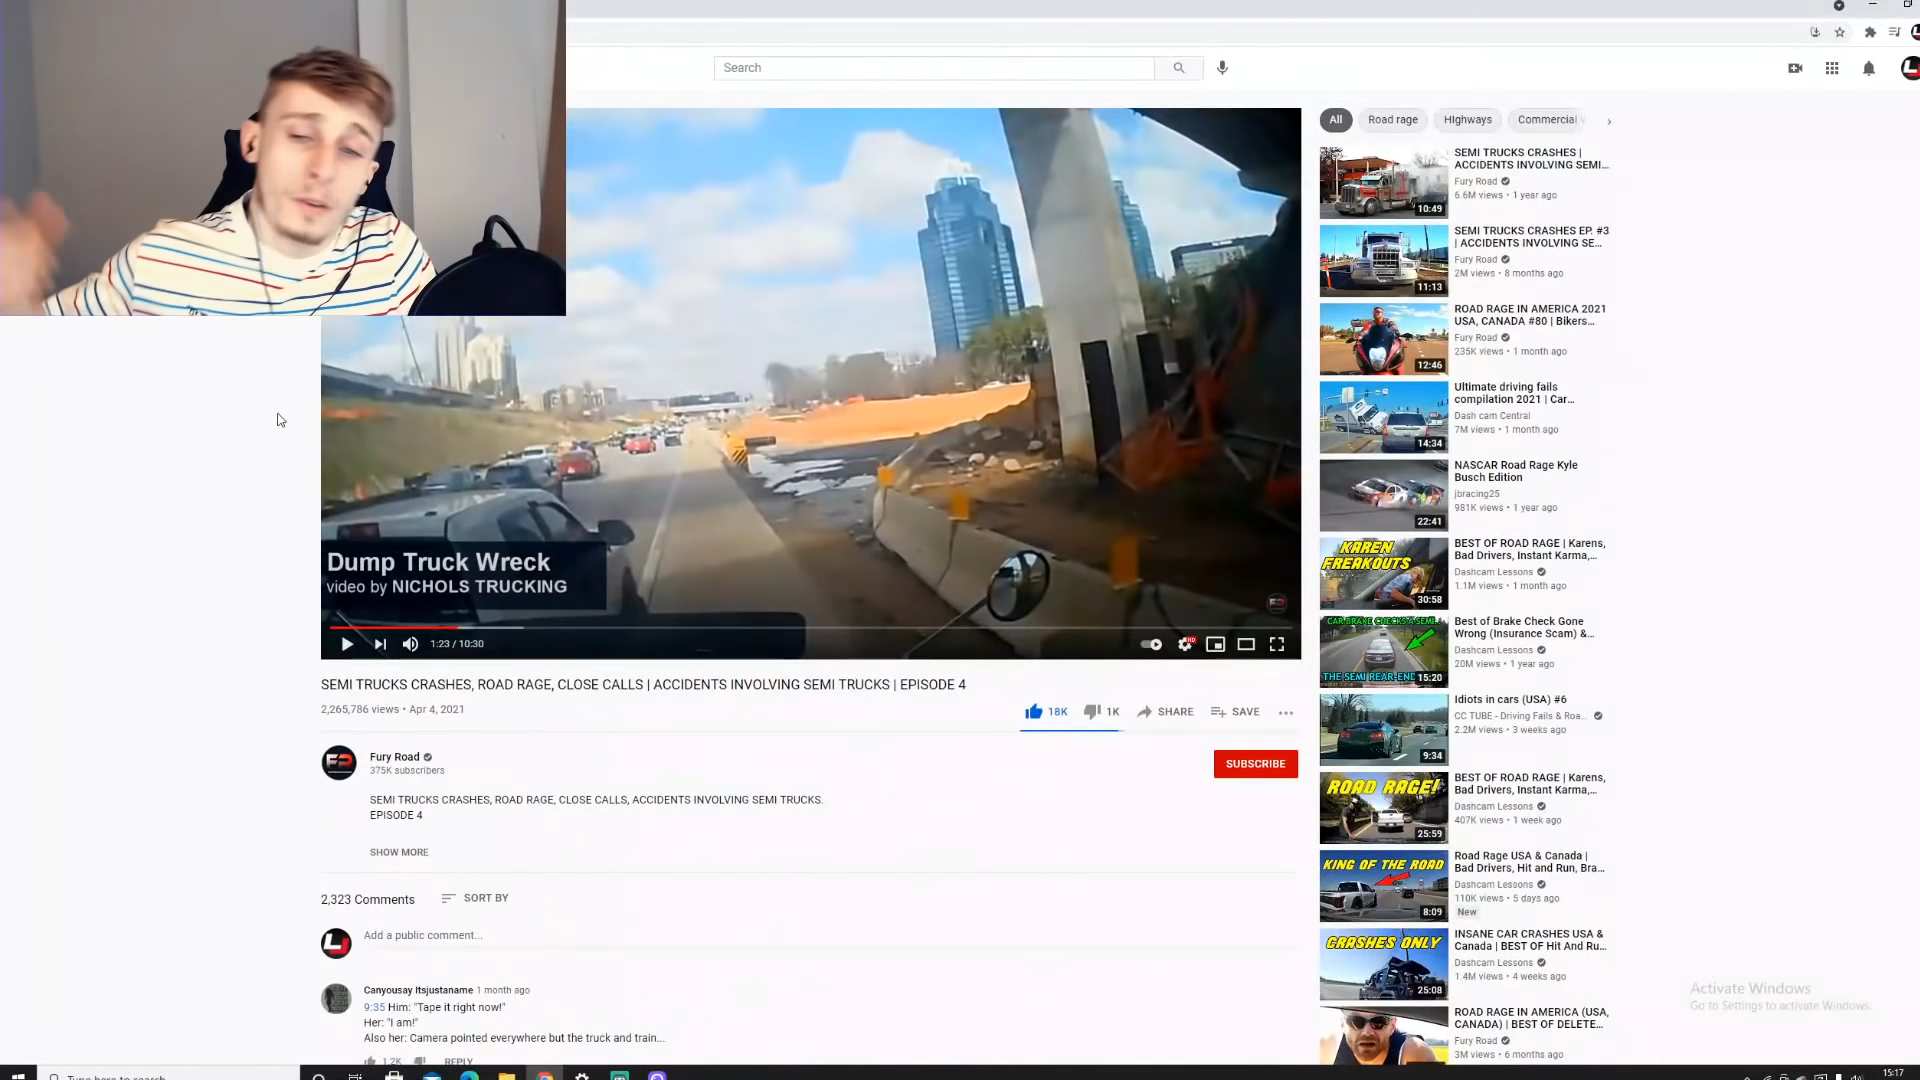 Search
Dump Truck Wreck
video by NICHOLS TRUCKING
1:23 / 10:30
HD
SEMI TRUCKS CRASHES, ROAD RAGE, CLOSE CALLS | ACCIDENTS INVOLVING SEMI TRUCKS | EPISODE 4
2,265,786 views • Apr 4, 2021
18K
1K
SHARE
SAVE
Fury Road
375K subscribers
SUBSCRIBE
SEMI TRUCKS CRASHES, ROAD RAGE, CLOSE CALLS, ACCIDENTS INVOLVING SEMI TRUCKS.
EPISODE 4
SHOW MORE
2,323 Comments
SORT BY
Add a public comment...
Canyousay Itsjustaname 1 month ago
9:35 Him: "Tape it right now!"
Her: "I am!"
Also her: Camera pointed everywhere but the truck and train...
1.2K
REPLY
All
Road rage
Highways
Commercial
SEMI TRUCKS CRASHES |
ACCIDENTS INVOLVING SEMI...
Fury Road
6.6M views • 1 year ago
10:49
SEMI TRUCKS CRASHES EP. #3
| ACCIDENTS INVOLVING SE...
Fury Road
2M views • 8 months ago
11:13
ROAD RAGE IN AMERICA 2021
USA, CANADA #80 | Bikers...
Fury Road
235K views • 1 month ago
12:46
Ultimate driving fails
compilation 2021 | Car...
Dash cam Central
7M views • 1 month ago
14:34
NASCAR Road Rage Kyle
Busch Edition
jbracing25
981K views • 1 year ago
22:41
KAREN
FREAKOUTS
BEST OF ROAD RAGE | Karens,
Bad Drivers, Instant Karma,...
Dashcam Lessons
1.1M views • 1 month ago
30:58
CAR BRAKE CHECKS A SEMI
THE SEMI REAR-END
Best of Brake Check Gone
Wrong (Insurance Scam) &...
Dashcam Lessons
20M views • 1 year ago
15:20
Idiots in cars (USA) #6
CC TUBE - Driving Fails & Roa...
2.2M views • 3 weeks ago
9:34
ROAD RAGE!
BEST OF ROAD RAGE | Karens,
Bad Drivers, Instant Karma,...
Dashcam Lessons
407K views • 1 week ago
25:59
KING OF THE ROAD
Road Rage USA & Canada |
Bad Drivers, Hit and Run, Bra...
Dashcam Lessons
110K views • 5 days ago
New
8:09
CRASHES ONLY
INSANE CAR CRASHES USA &
Canada | BEST OF Hit And Ru...
Dashcam Lessons
1.4M views • 4 weeks ago
25:08
ROAD RAGE IN AMERICA (USA,
CANADA) | BEST OF DELETE...
Fury Road
3M views • 6 months ago
Activate Windows
Go to Settings to activate Windows.
Type here to search
15:17